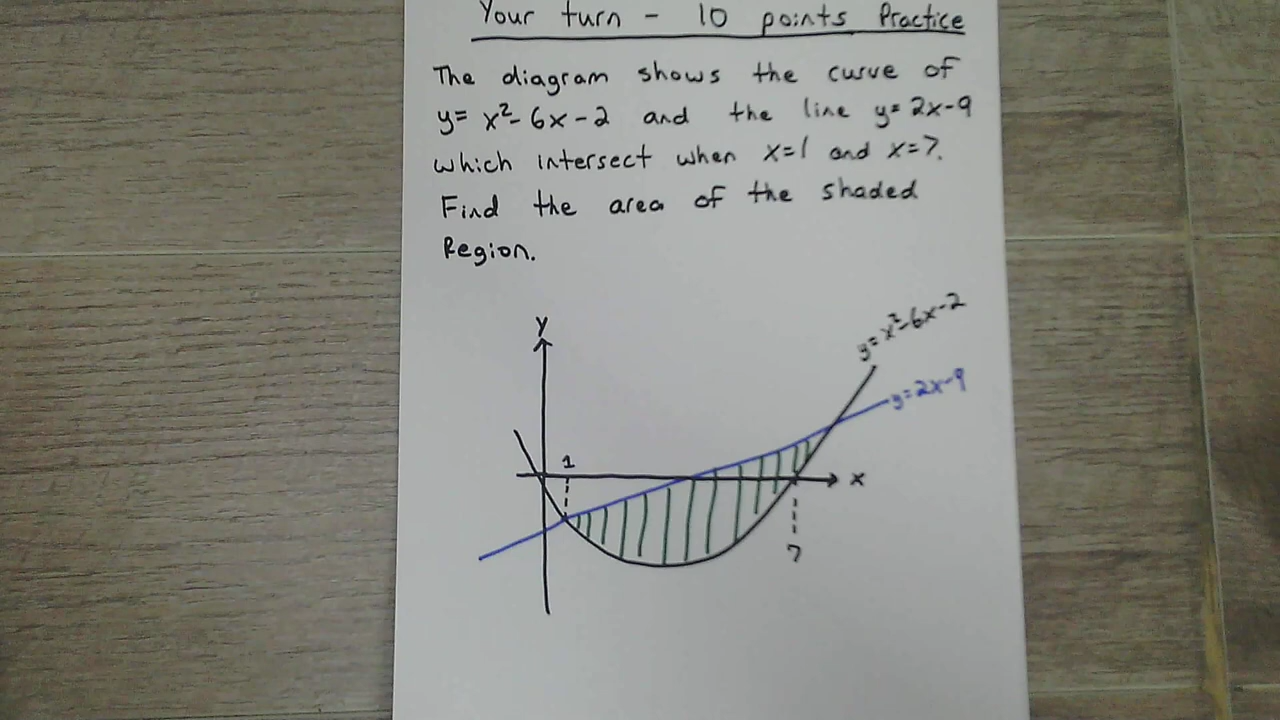 Your turn - 10 points Practice
The diagram shows the curve of
y= x²- 6x - 2 and the line y= 2x-9
which intersect when x=1 and x=7.
Find the area of the shaded
Region.
y
y=x²-6x-2
y=2x-9
1
x
7